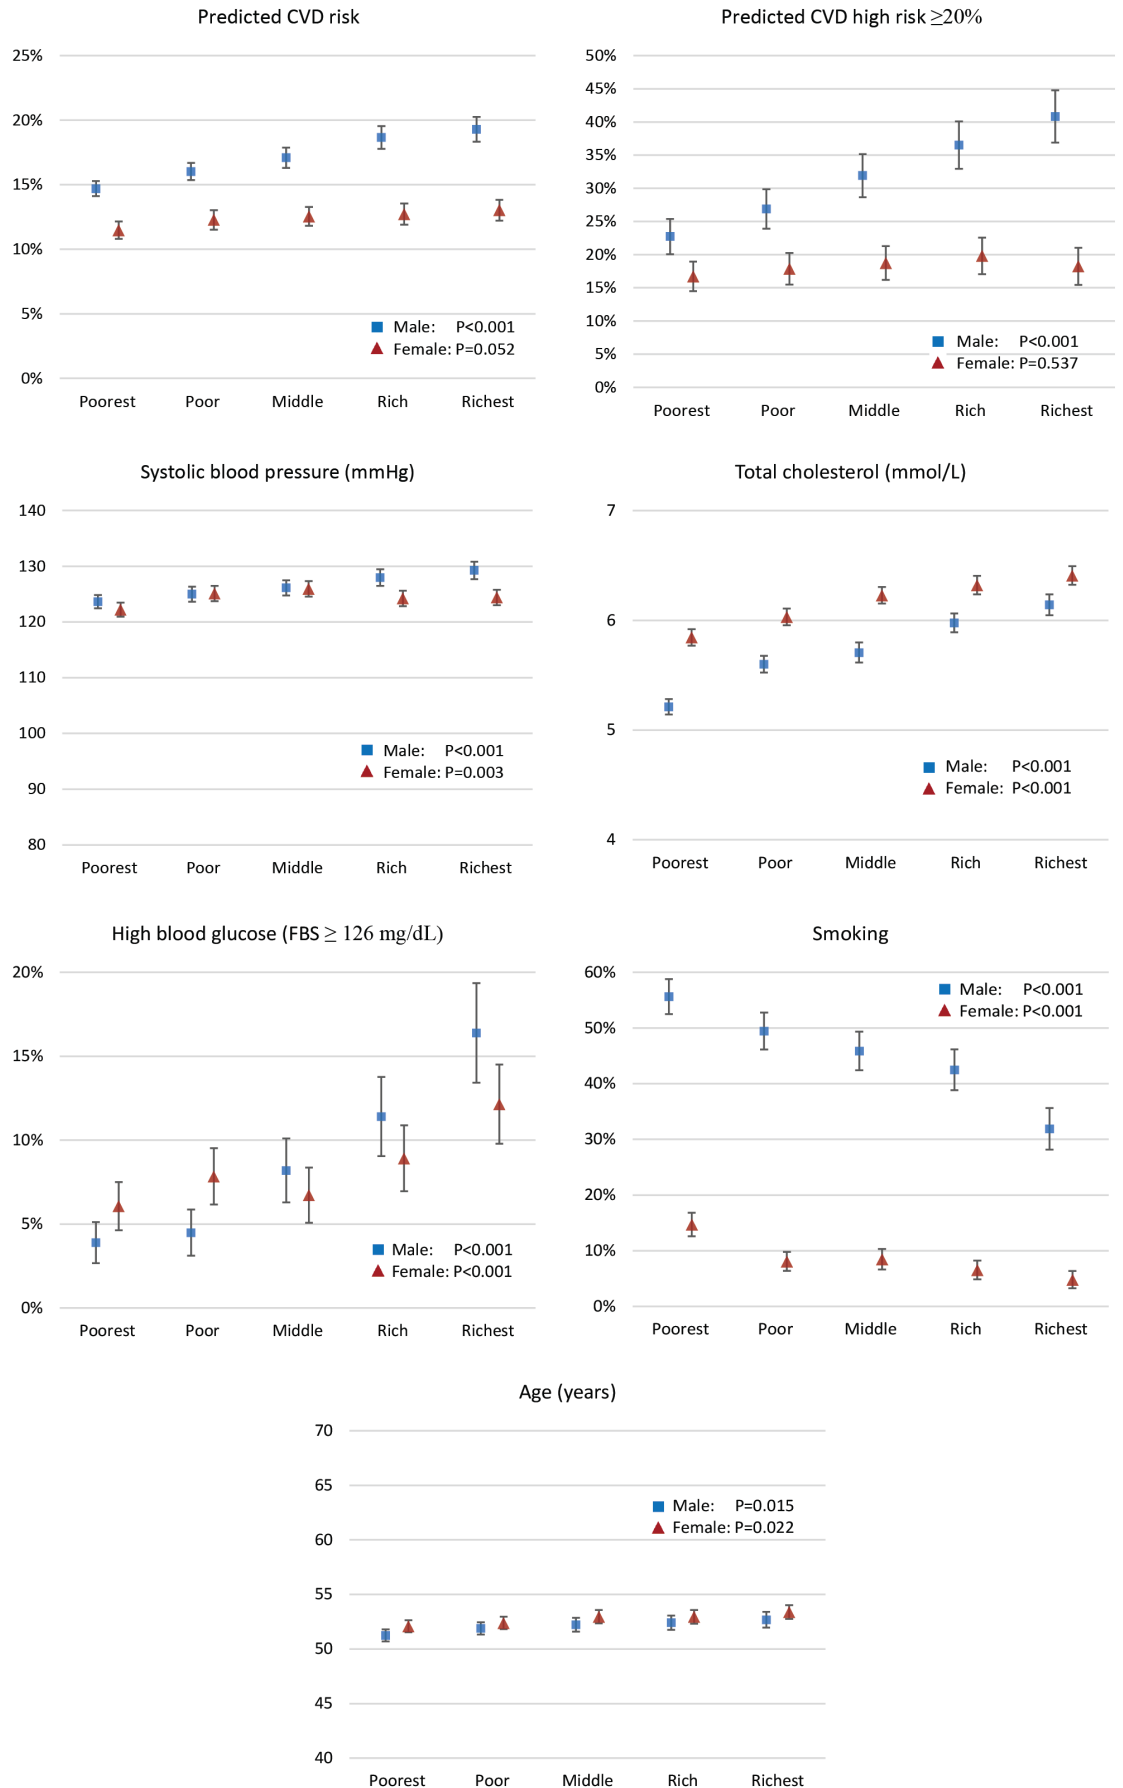 Predicted CVD risk
25%
20%
15%
10%
5%
0%
Male: P<0.001
Female: P=0.052
Poorest Poor Middle Rich Richest
Predicted CVD high risk ≥20%
50%
45%
40%
35%
30%
25%
20%
15%
10%
5%
0%
Male: P<0.001
Female: P=0.537
Poorest Poor Middle Rich Richest
Systolic blood pressure (mmHg)
140
130
120
110
100
90
80
Male: P<0.001
Female: P=0.003
Poorest Poor Middle Rich Richest
Total cholesterol (mmol/L)
7
6
5
4
Male: P<0.001
Female: P<0.001
Poorest Poor Middle Rich Richest
High blood glucose (FBS ≥ 126 mg/dL)
20%
15%
10%
5%
0%
Male: P<0.001
Female: P<0.001
Poorest Poor Middle Rich Richest
Smoking
60%
50%
40%
30%
20%
10%
0%
Male: P<0.001
Female: P<0.001
Poorest Poor Middle Rich Richest
Age (years)
70
65
60
55
50
45
40
Male: P=0.015
Female: P=0.022
Poorest Poor Middle Rich Richest